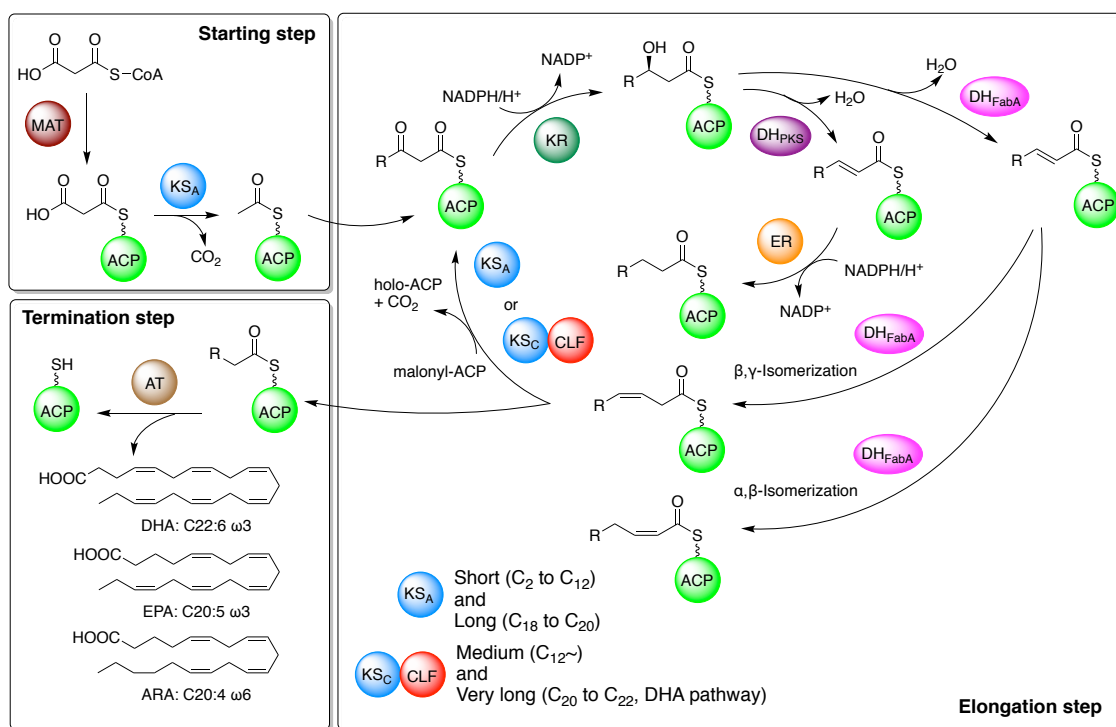 Starting step
O
O
HO
S
CoA
MAT
O
O
HO
S
ACP
KSA
CO2
O
S
ACP
Termination step
SH
ACP
AT
O
R
S
ACP
HOOC
DHA: C22:6 ω3
HOOC
EPA: C20:5 ω3
HOOC
ARA: C20:4 ω6
O
O
R
S
ACP
NADPH/H+
NADP+
KR
OH
O
R
S
ACP
H2O
DHPKS
H2O
DHFabA
O
R
S
ACP
O
R
S
ACP
ER
NADPH/H+
NADP+
O
R
S
ACP
KSA
or
KSC
CLF
holo-ACP
+ CO2
malonyl-ACP
DHFabA
β,γ-Isomerization
O
R
S
ACP
DHFabA
α,β-Isomerization
O
R
S
ACP
KSA
Short (C2 to C12)
and
Long (C18 to C20)
KSC
CLF
Medium (C12~)
and
Very long (C20 to C22, DHA pathway)
Elongation step